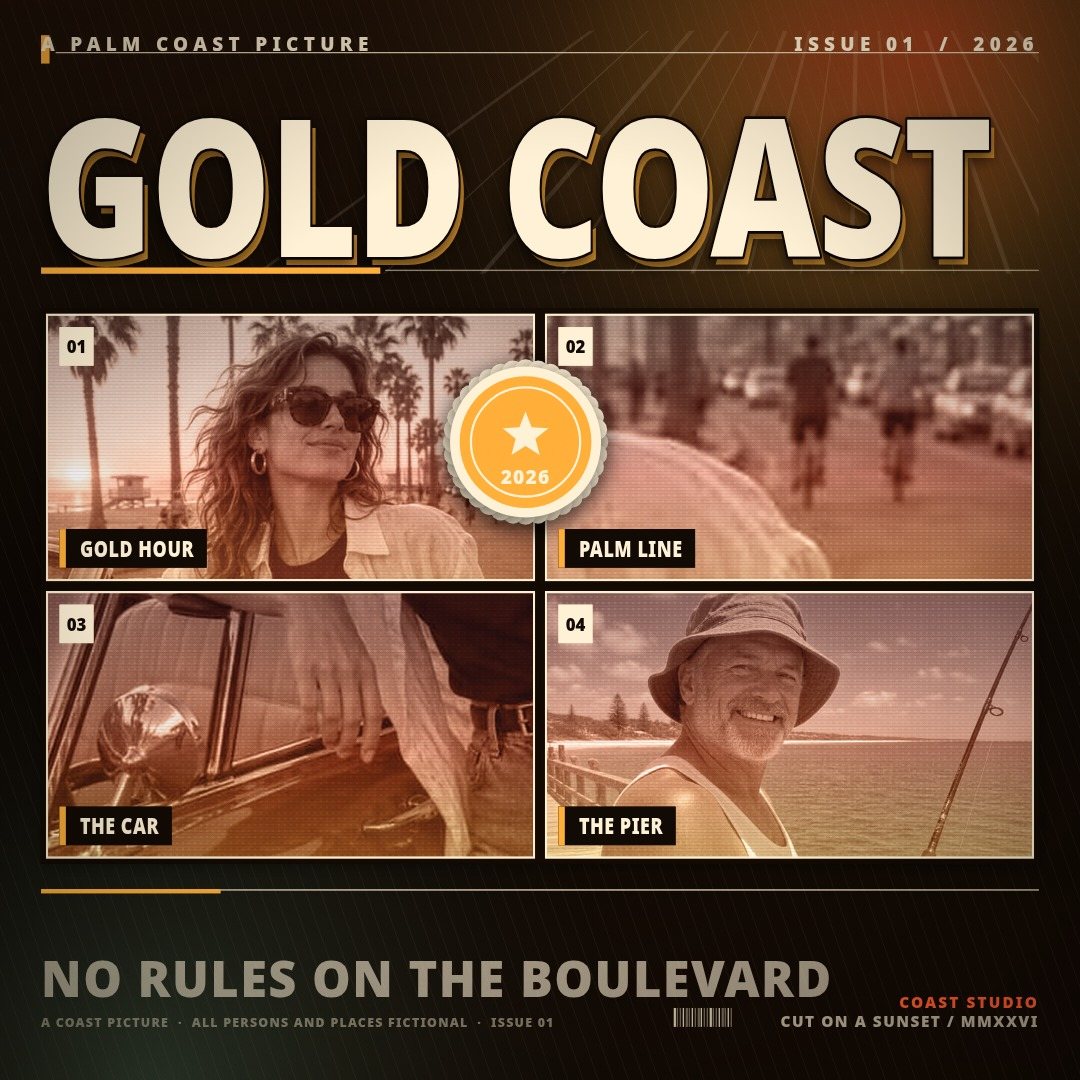 A PALM COAST PICTURE
ISSUE 01 / 2026
GOLD COAST
01
02
2026
GOLD HOUR
PALM LINE
03
04
THE CAR
THE PIER
NO RULES ON THE BOULEVARD
COAST STUDIO
A COAST PICTURE · ALL PERSONS AND PLACES FICTIONAL · ISSUE 01
CUT ON A SUNSET / MMXXVI